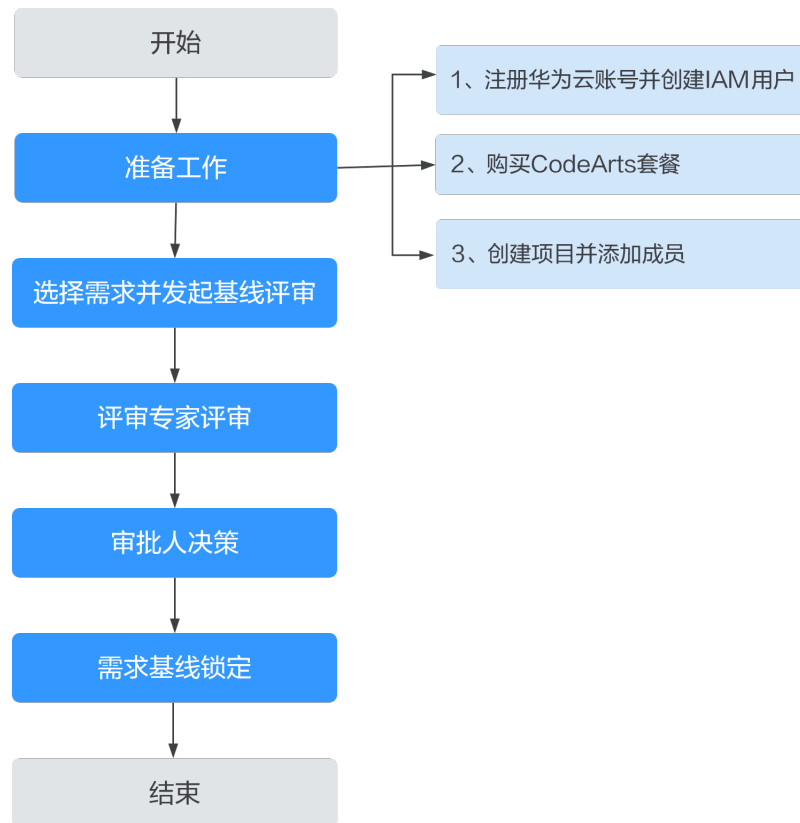 开始
准备工作
1、注册华为云账号并创建IAM用户
2、购买CodeArts套餐
3、创建项目并添加成员
选择需求并发起基线评审
评审专家评审
审批人决策
需求基线锁定
结束